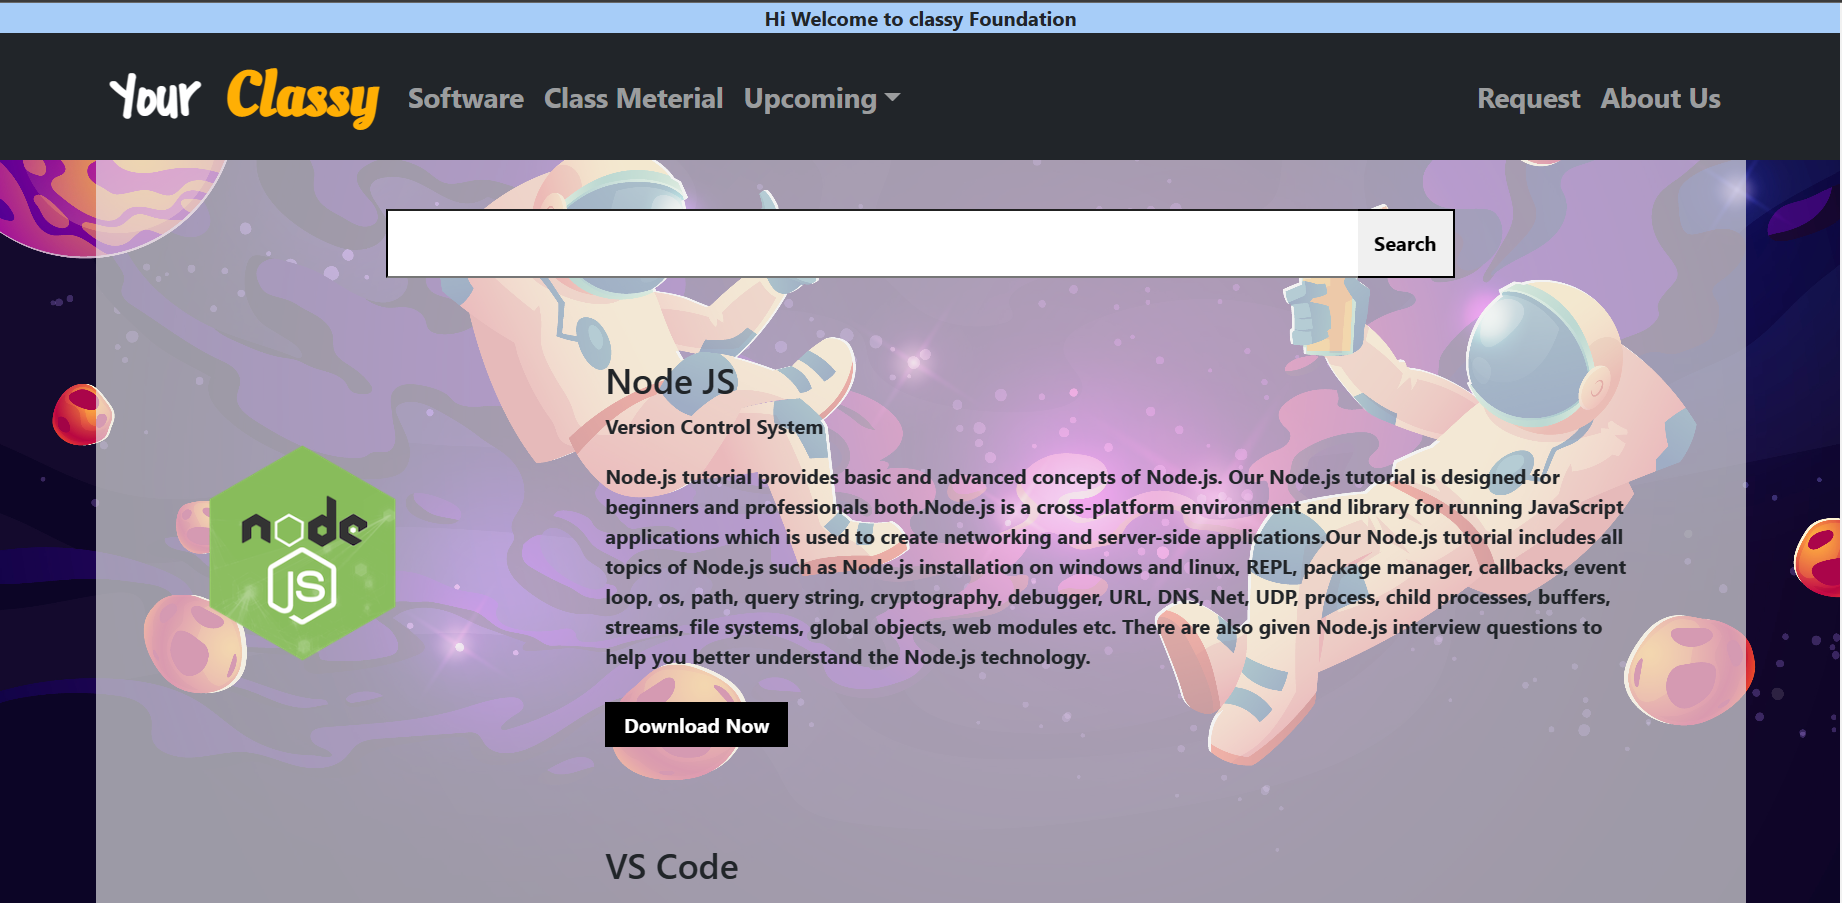 Hi Welcome to classy Foundation
Your Classy Software Class Meterial Upcoming Request About Us
Search
Node JS
Version Control System
Node.js tutorial provides basic and advanced concepts of Node.js. Our Node.js tutorial is designed for
beginners and professionals both.Node.js is a cross-platform environment and library for running JavaScript
applications which is used to create networking and server-side applications.Our Node.js tutorial includes all
topics of Node.js such as Node.js installation on windows and linux, REPL, package manager, callbacks, event
loop, os, path, query string, cryptography, debugger, URL, DNS, Net, UDP, process, child processes, buffers,
streams, file systems, global objects, web modules etc. There are also given Node.js interview questions to
help you better understand the Node.js technology.
node
JS
Download Now
VS Code